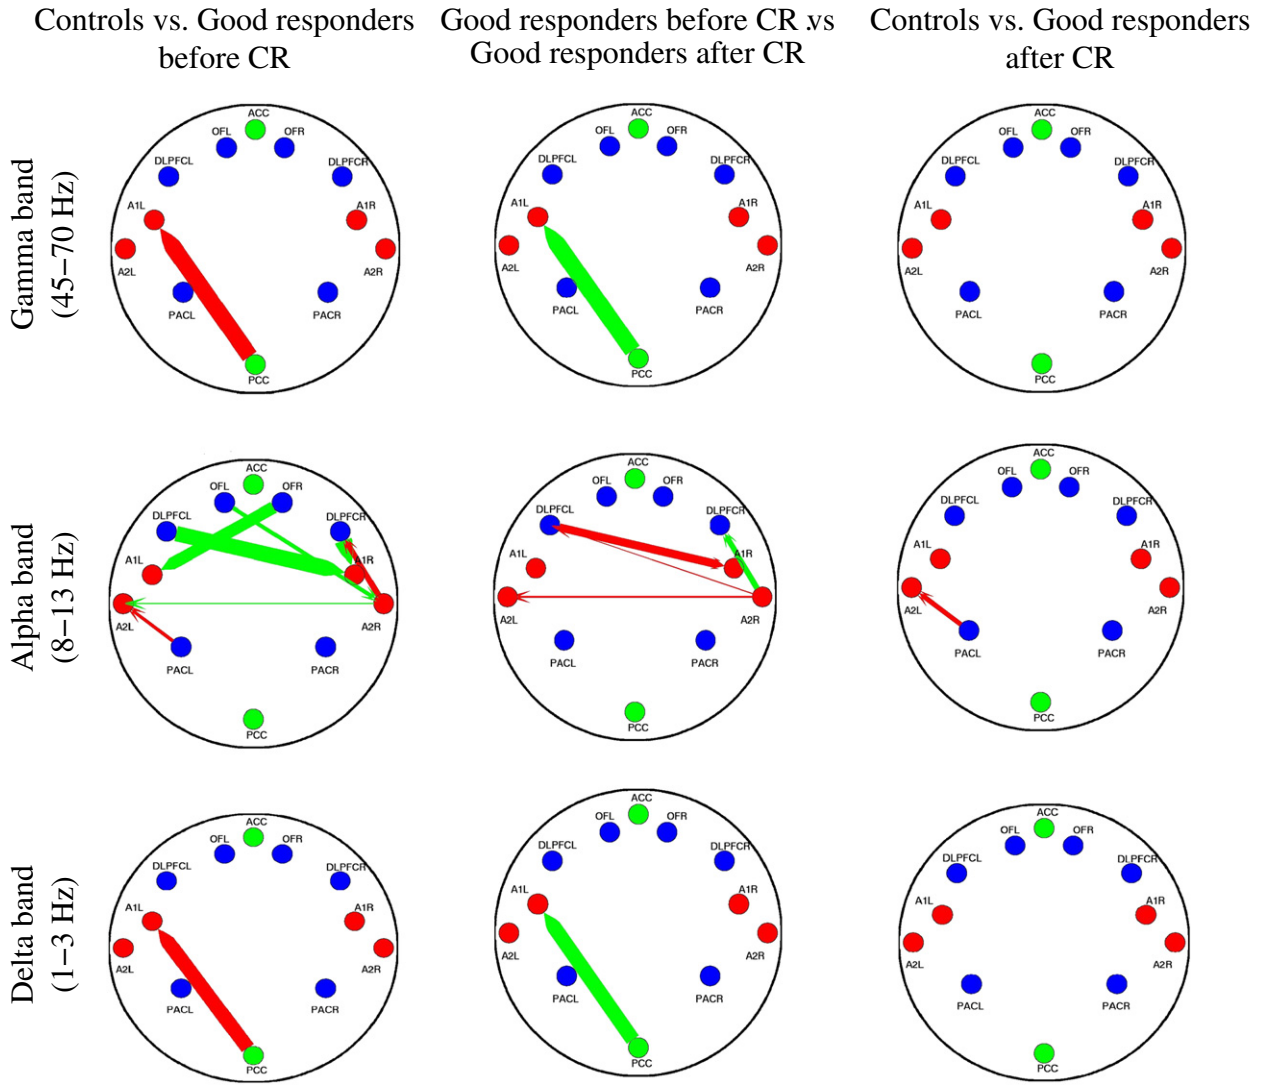 Controls vs. Good responders
before CR
Good responders before CR .vs
Good responders after CR
Controls vs. Good responders
after CR
Gamma band
(45−70 Hz)
ACC
OFL
OFR
DLPFCL
DLPFCR
A1L
A1R
A2L
A2R
PACL
PACR
PCC
ACC
OFL
OFR
DLPFCL
DLPFCR
A1L
A1R
A2L
A2R
PACL
PACR
PCC
ACC
OFL
OFR
DLPFCL
DLPFCR
A1L
A1R
A2L
A2R
PACL
PACR
PCC
Alpha band
(8−13 Hz)
ACC
OFL
OFR
DLPFCL
DLPFCR
A1L
A1R
A2L
A2R
PACL
PACR
PCC
ACC
OFL
OFR
DLPFCL
DLPFCR
A1L
A1R
A2L
A2R
PACL
PACR
PCC
ACC
OFL
OFR
DLPFCL
DLPFCR
A1L
A1R
A2L
A2R
PACL
PACR
PCC
Delta band
(1−3 Hz)
ACC
OFL
OFR
DLPFCL
DLPFCR
A1L
A1R
A2L
A2R
PACL
PACR
PCC
ACC
OFL
OFR
DLPFCL
DLPFCR
A1L
A1R
A2L
A2R
PACL
PACR
PCC
ACC
OFL
OFR
DLPFCL
DLPFCR
A1L
A1R
A2L
A2R
PACL
PACR
PCC